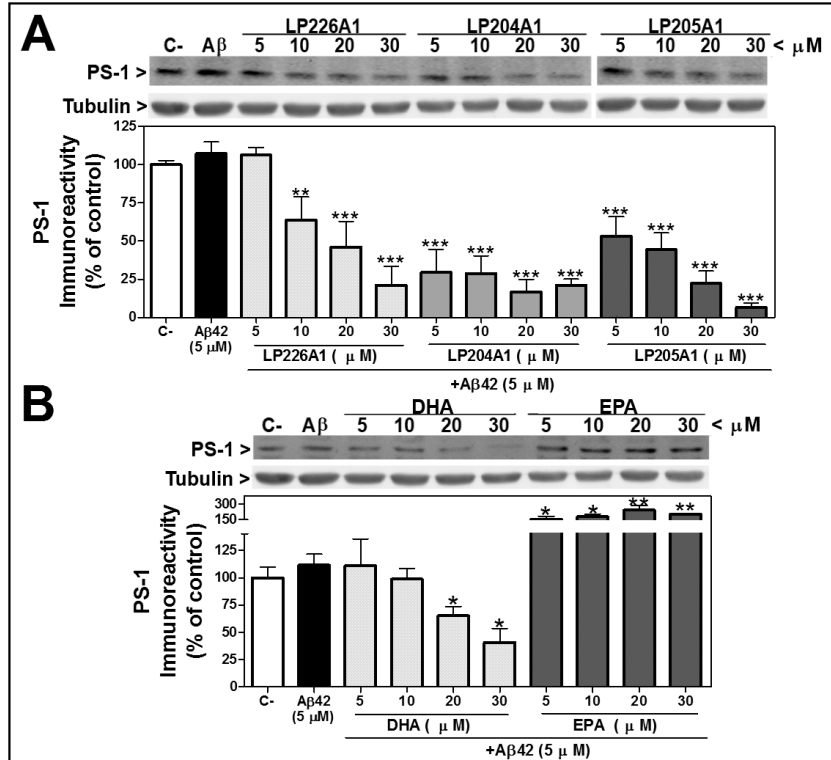 A
LP226A1 LP204A1 LP205A1
C- Aβ 5 10 20 30 5 10 20 30 5 10 20 30 < μM
PS-1 >
Tubulin >
PS-1
Immunoreactivity
(% of control)
125
100
75
50
25
0
** *** *** *** *** *** *** *** *** *** ***
C- Aβ42 5 10 20 30 5 10 20 30 5 10 20 30
(5 μM)
LP226A1 ( μ M) LP204A1 ( μ M) LP205A1 ( μ M)
+Aβ42 (5 μ M)
B
DHA EPA
C- Aβ 5 10 20 30 5 10 20 30 < μM
PS-1 >
Tubulin >
PS-1
Immunoreactivity
(% of control)
300
150
125
100
75
50
25
0
* * * * ** **
C- Aβ42 5 10 20 30 5 10 20 30
(5 μM)
DHA ( μ M) EPA ( μ M)
+Aβ42 (5 μ M)